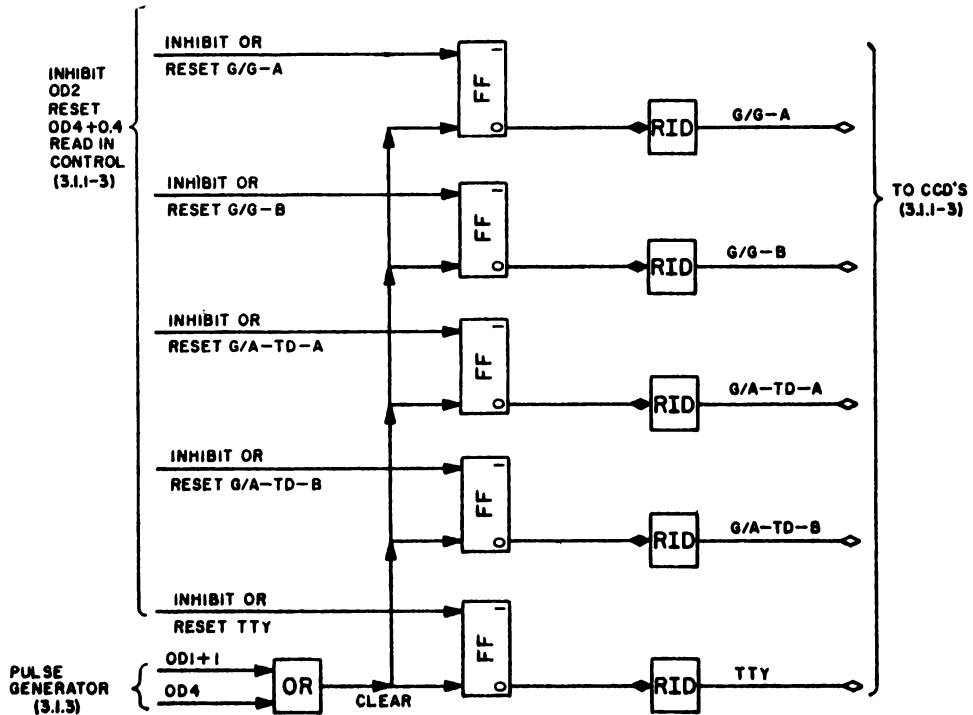 INHIBIT
OD2
RESET
OD4+0.4
READ IN
CONTROL
(3.1.1-3)
INHIBIT OR
RESET G/G-A
I
FF
O
RID
G/G-A
INHIBIT OR
RESET G/G-B
I
FF
O
RID
G/G-B
TO CCD'S
(3.1.1-3)
INHIBIT OR
RESET G/A-TD-A
I
FF
O
RID
G/A-TD-A
INHIBIT OR
RESET G/A-TD-B
I
FF
O
RID
G/A-TD-B
INHIBIT OR
RESET TTY
I
FF
O
RID
TTY
PULSE
GENERATOR
(3.1.3)
OD1+1
OD4
OR
CLEAR